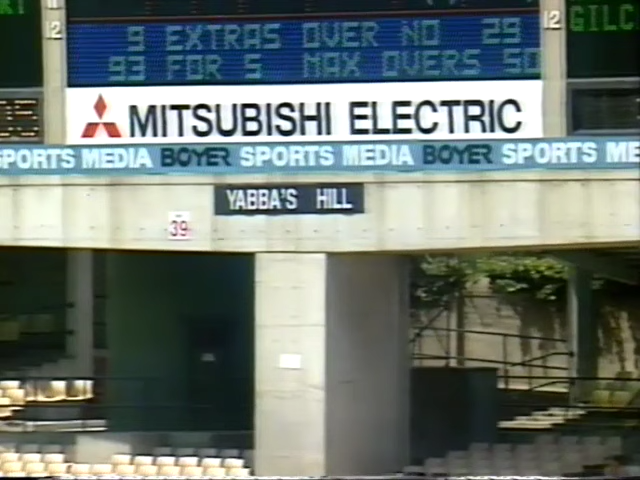 12
12
GILC
9 EXTRAS OVER NO 29
93 FOR 5 MAX OVERS 50
MITSUBISHI ELECTRIC
SPORTS MEDIA BOYER SPORTS MEDIA BOYER SPORTS ME
YABBA'S HILL
39